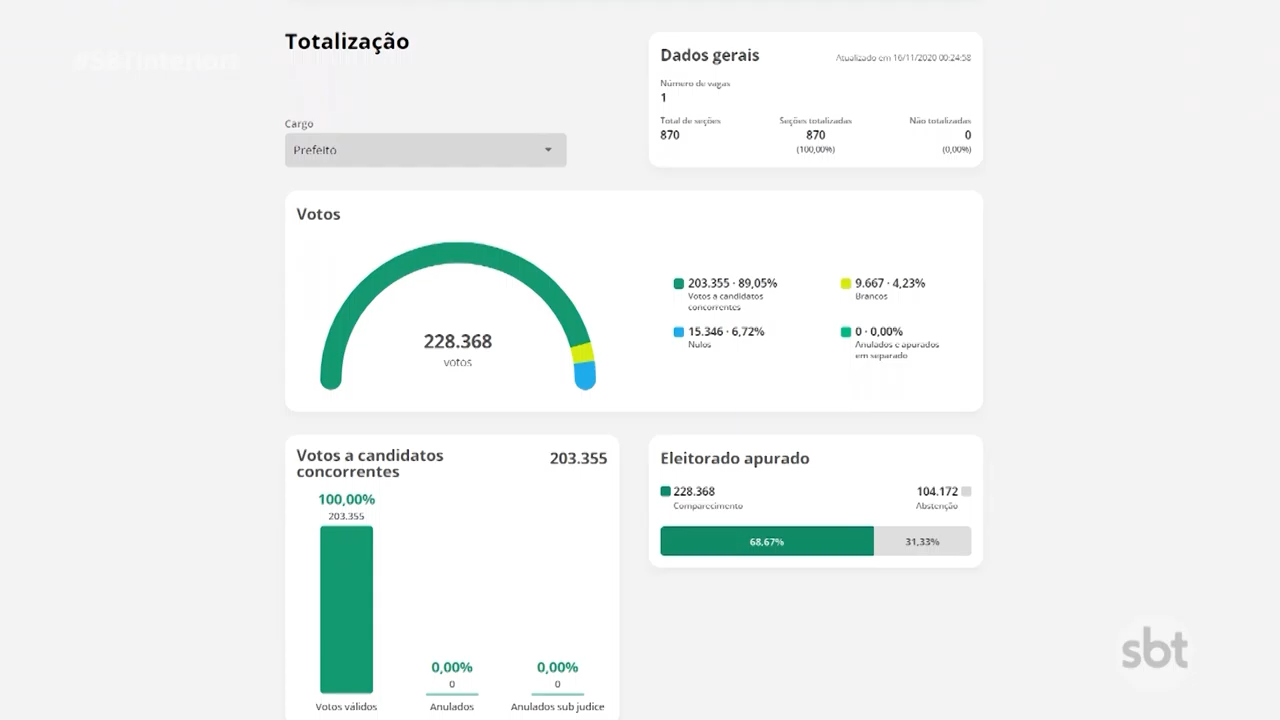 Totalização
Cargo
Prefeito
Dados gerais
Atualizado em 16/11/2020 00:24:58
Número de vagas
1
Total de seções
870
Seções totalizadas
870
(100,00%)
Não totalizadas
0
(0,00%)
Votos
228.368
votos
203.355 · 89,05%
Votos a candidatos
concorrentes
9.667 · 4,23%
Brancos
15.346 · 6,72%
Nulos
0 · 0,00%
Anulados e apurados
em separado
Votos a candidatos
concorrentes
203.355
100,00%
203.355
Votos válidos
0,00%
0
Anulados
0,00%
0
Anulados sub judice
Eleitorado apurado
228.368
Comparecimento
104.172
Abstenção
68,67%
31,33%
sbt